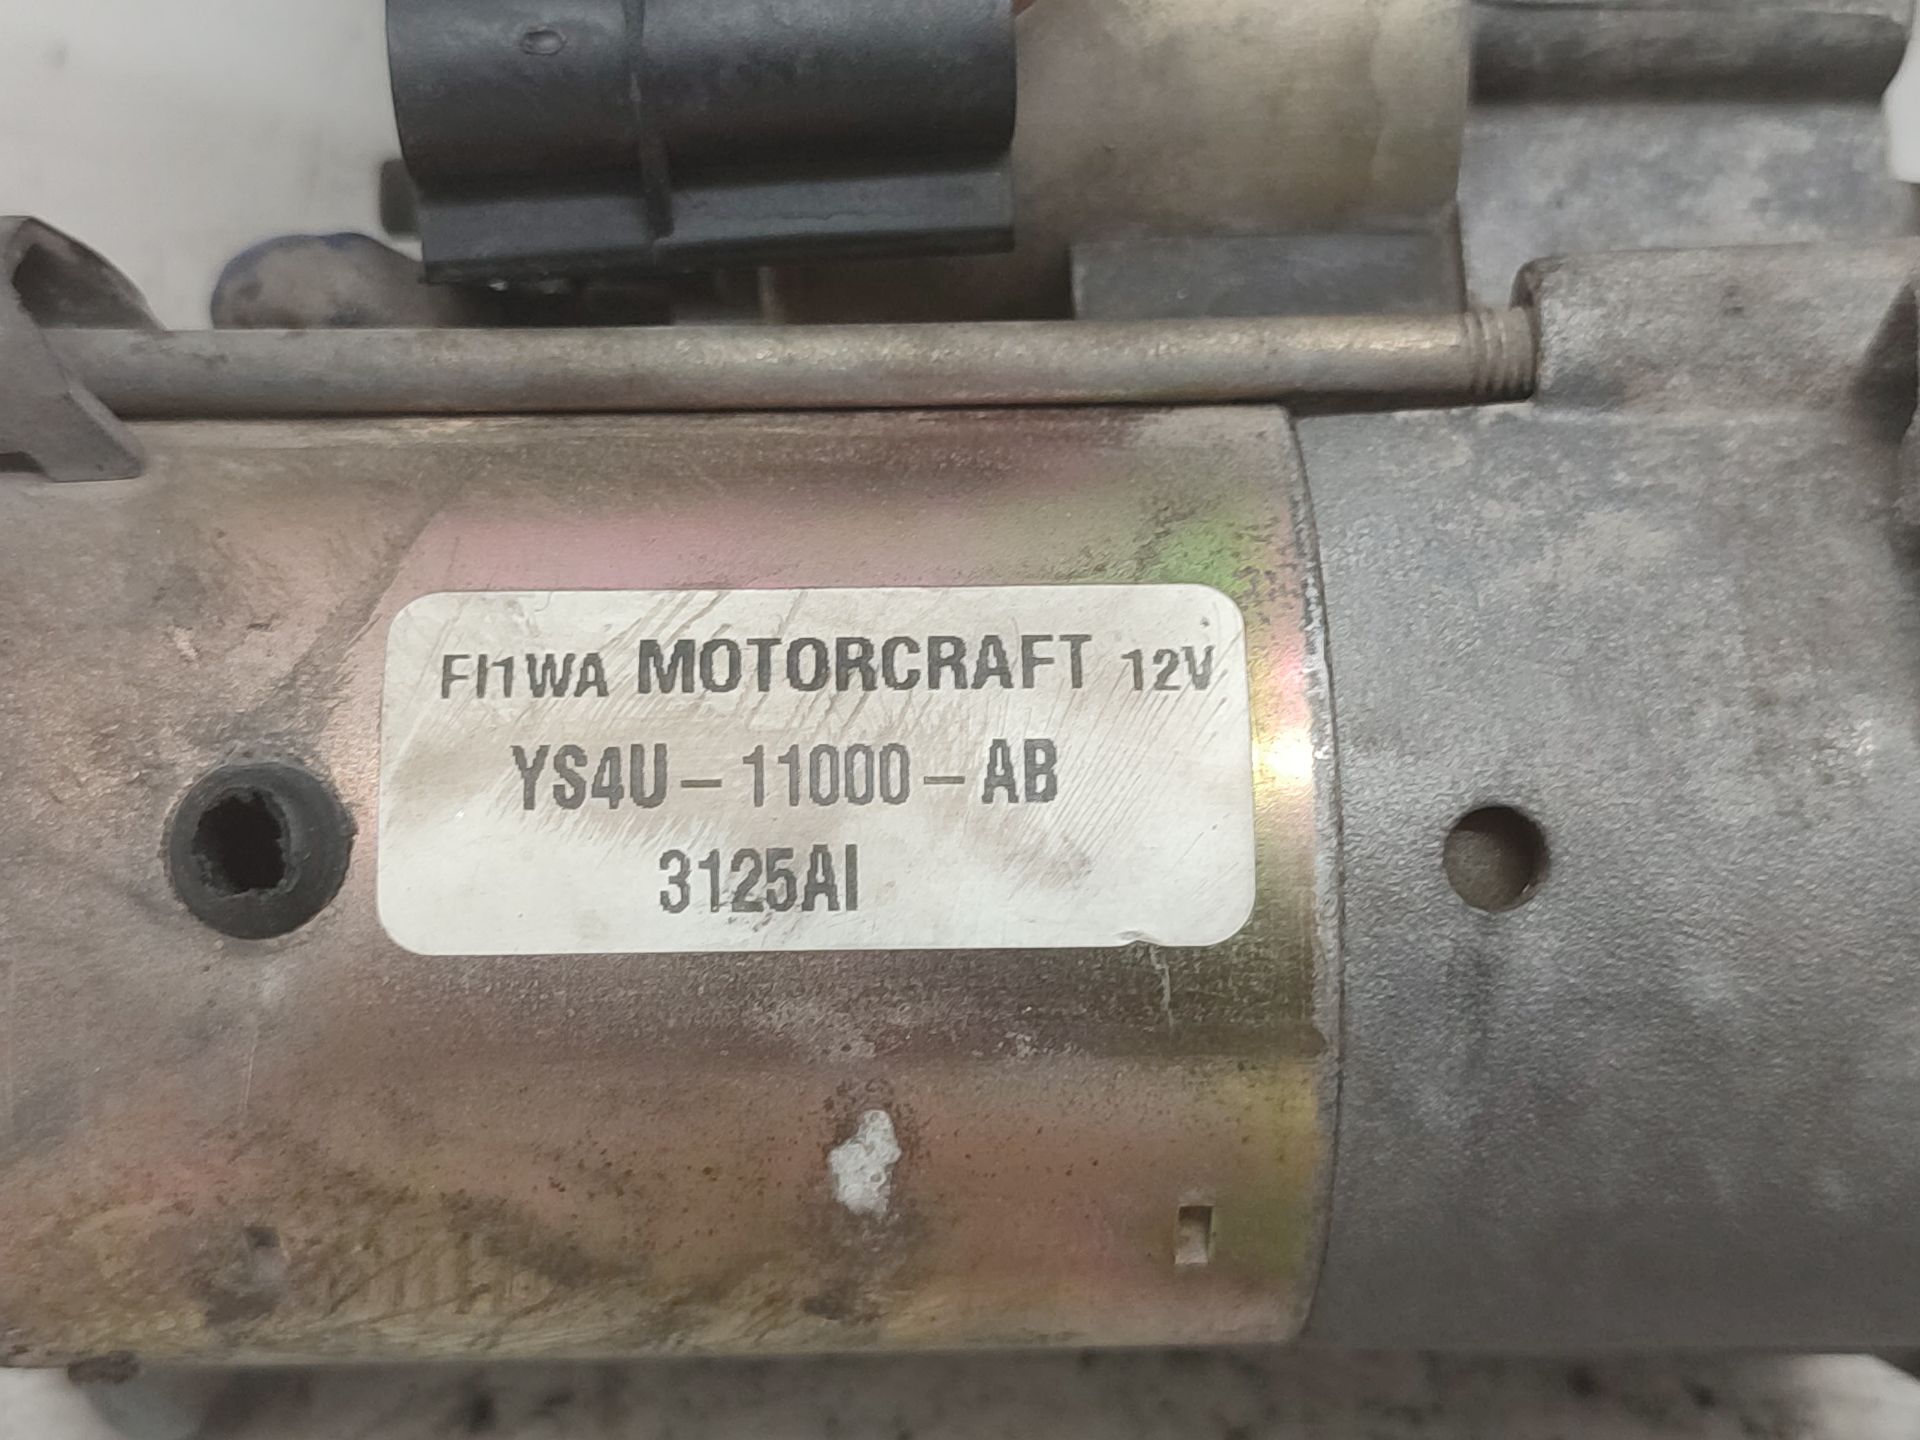 FI1WA MOTORCRAFT 12V
YS4U-11000-AB
3125AI